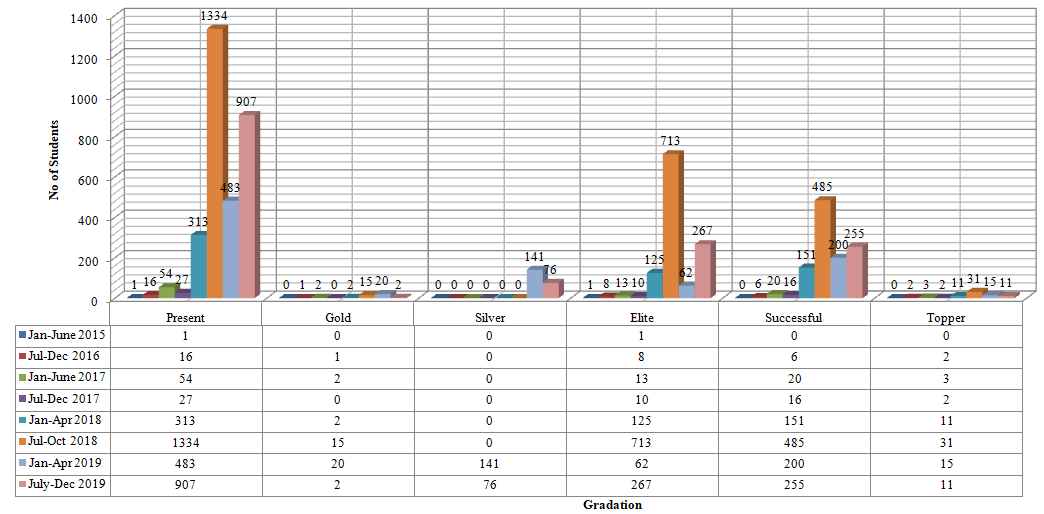 No of Students
1400
1200
1000
800
600
400
200
0
1 16 54 27 313 1334 483 907
0 1 2 0 2 15 20 2
0 0 0 0 0 0 141 76
1 8 13 10 125 713 62 267
0 6 20 16 151 485 200 255
0 2 3 2 11 31 15 11
Present Gold Silver Elite Successful Topper
Jan-June 2015 1 0 0 1 0 0
Jul-Dec 2016 16 1 0 8 6 2
Jan-June 2017 54 2 0 13 20 3
Jul-Dec 2017 27 0 0 10 16 2
Jan-Apr 2018 313 2 0 125 151 11
Jul-Oct 2018 1334 15 0 713 485 31
Jan-Apr 2019 483 20 141 62 200 15
July-Dec 2019 907 2 76 267 255 11
Gradation